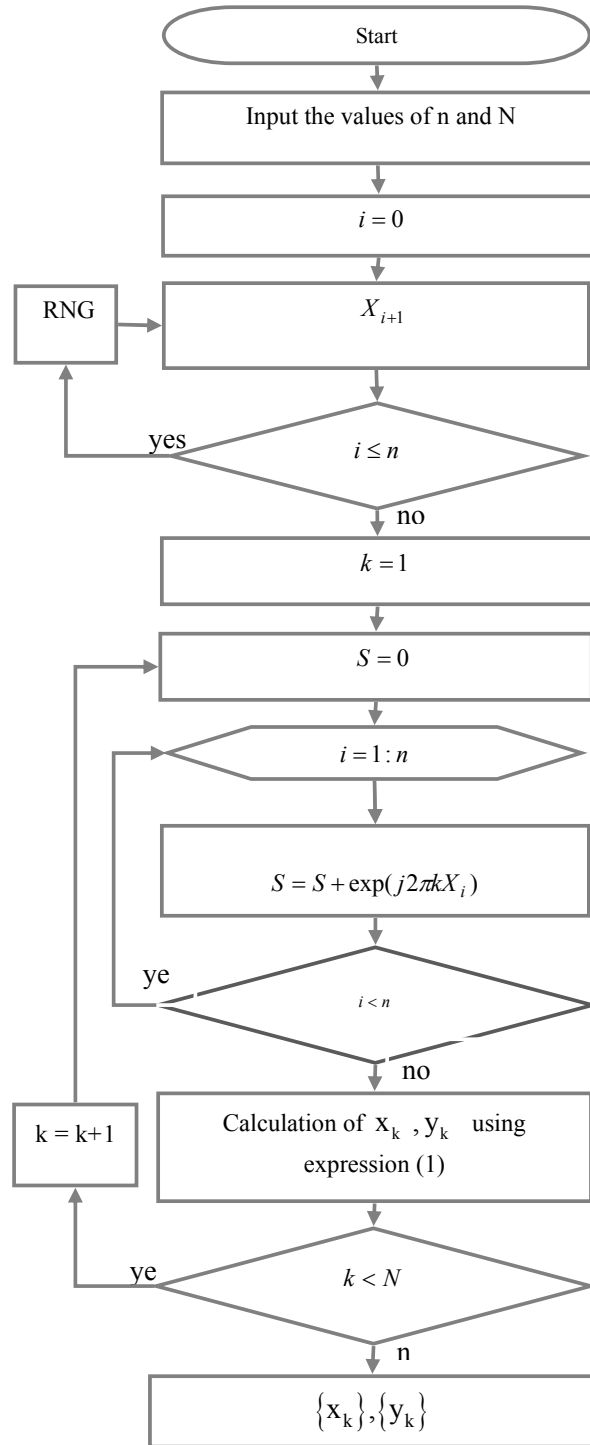 Start
Input the values of n and N
i = 0
RNG
X_{i+1}
yes
i ≤ n
no
k = 1
S = 0
i = 1 : n
S = S + exp(j2πkX_i)
ye
i < n
no
Calculation of x_k , y_k using
expression (1)
k = k+1
ye
k < N
n
{x_k},{y_k}